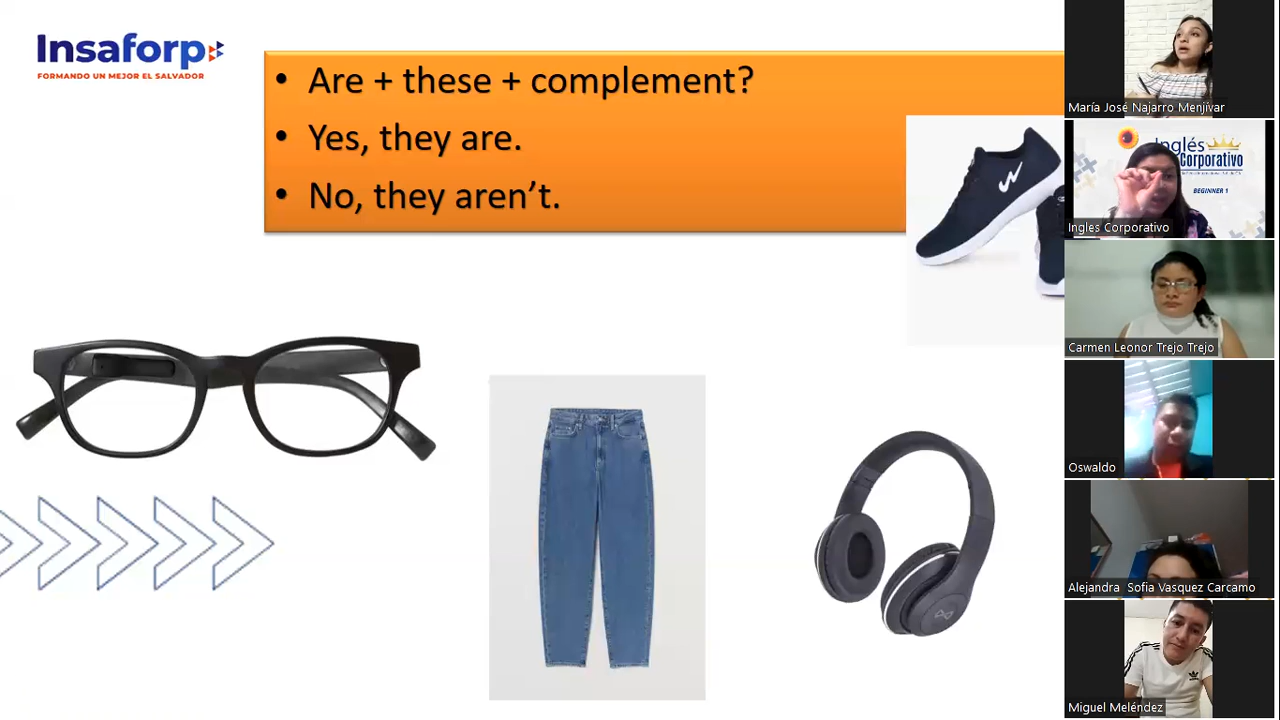 Insaforp
FORMANDO UN MEJOR EL SALVADOR
• Are + these + complement?
• Yes, they are.
• No, they aren’t.
María José Najarro Menjívar
Inglés
Corporativo
BEGINNER 1
Ingles Corporativo
Carmen Leonor Trejo Trejo
Oswaldo
Alejandra Sofia Vasquez Carcamo
Miguel Meléndez